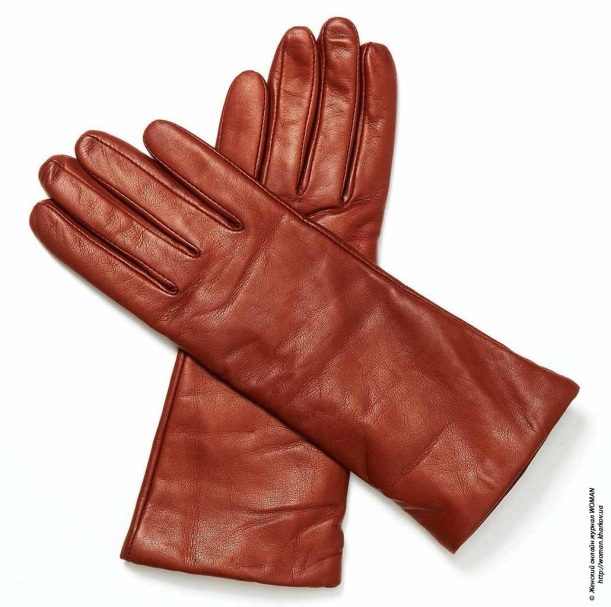 © Женский онлайн журнал WOMAN
http://woman.kharkov.ua